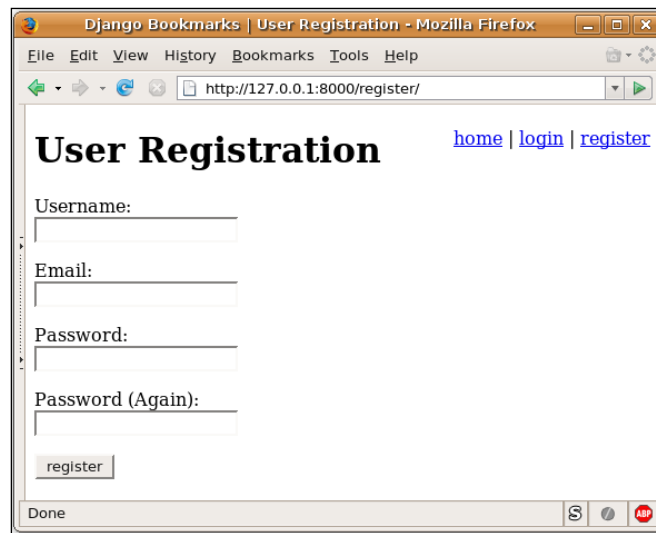 Django Bookmarks | User Registration - Mozilla Firefox
File Edit View History Bookmarks Tools Help
http://127.0.0.1:8000/register/
home | login | register
User Registration
Username:
Email:
Password:
Password (Again):
register
Done
S
ABP